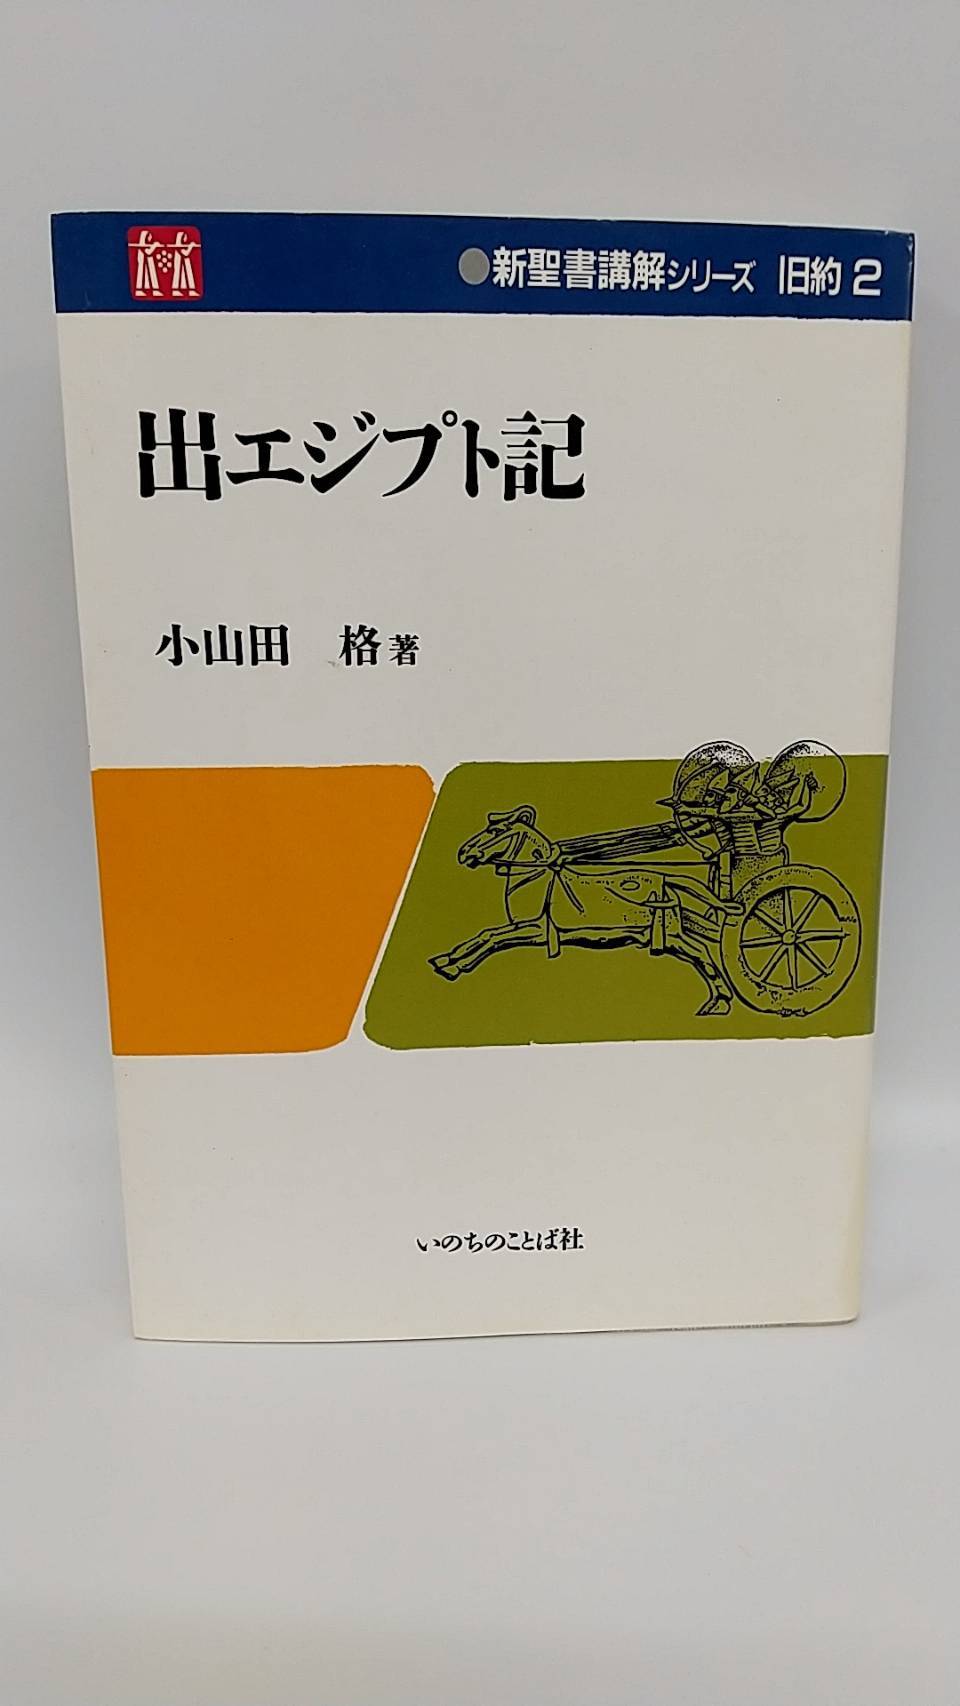 ●新聖書講解シリーズ 旧約 2
出エジプト記
小山田 格著
いのちのことば社